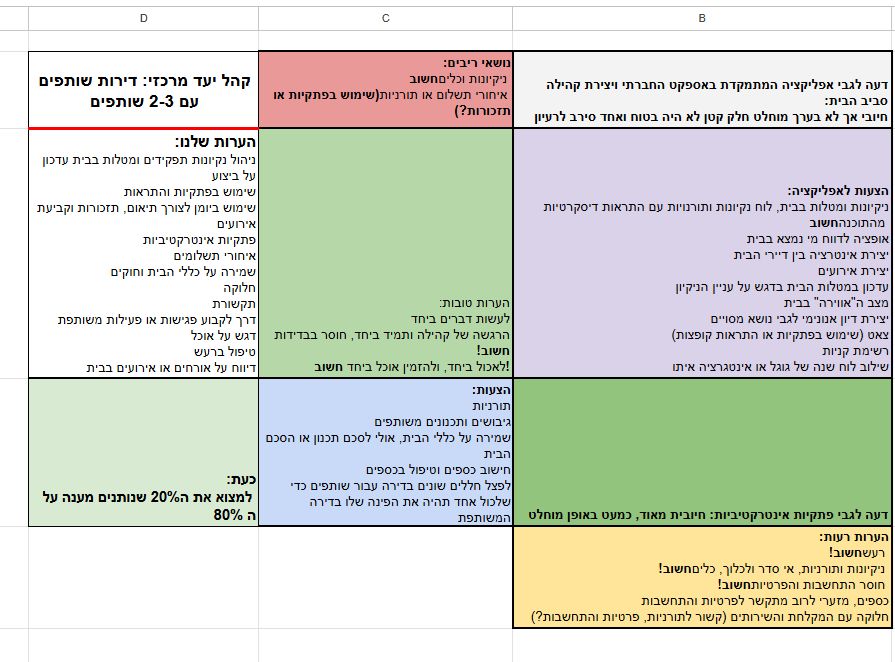 B
C
D
דעה לגבי אפליקציה המתמקדת באספקט החברתי ויצירת קהילה
סביב הבית:
חיובי אך לא בערך מוחלט חלק קטן לא היה בטוח ואחד סירב לרעיון
נושאי ריבים:
ניקיונות וכליםחשוב
איחורי תשלום או תורניות(שימוש בפתקיות או
תזכורות?)
קהל יעד מרכזי: דירות שותפים
עם 2-3 שותפים
הצעות לאפליקציה:
ניקיונות ומטלות בבית, לוח נקיונות ותורנויות עם התראות דיסקרטיות
מהתוכנהחשוב
אופציה לדווח מי נמצא בבית
יצירת אינטרציה בין דיירי הבית
יצירת אירועים
עדכון במטלות הבית בדגש על עניין הניקיון
מצב ה"אווירה" בבית
יצירת דיון אנונימי לגבי נושא מסויים
צאט (שימוש בפתקיות או התראות קופצות)
רשימת קניות
שילוב לוח שנה של גוגל או אינטגרציה איתו
הערות טובות:
לעשות דברים ביחד
הרגשה של קהילה ותמיד ביחד, חוסר בבדידות
חשוב!
!לאכול ביחד, ולהזמין אוכל ביחד חשוב
הערות שלנו:
ניהול נקיונות תפקידים ומטלות בבית עדכון
על ביצוע
שימוש בפתקיות והתראות
שימוש ביומן לצורך תיאום, תזכורות וקביעת
אירועים
פתקיות אינטרקטיביות
איחורי תשלומים
שמירה על כללי הבית וחוקים
חלוקה
תקשורת
דרך לקבוע פגישות או פעילות משותפת
דגש על אוכל
טיפול ברעש
דיווח על אורחים או אירועים בבית
דעה לגבי פתקיות אינטרקטיביות: חיובית מאוד, כמעט באופן מוחלט
הצעות:
תורניות
גיבושים ותכנונים משותפים
שמירה על כללי הבית, אולי לסכם תכנון או הסכם
הבית
חישוב כספים וטיפול בכספים
לפצל חללים שונים בדירה עבור שותפים כדי
שלכול אחד תהיה את הפינה שלו בדירה
המשותפת
כעת:
למצוא את ה20% שנותנים מענה על
ה 80%
הערות רעות:
רעשחשוב!
ניקיונות ותורניות, אי סדר ולכלוך, כליםחשוב!
חוסר התחשבות והפרטיותחשוב!
כספים, מזערי לרוב מתקשר לפרטיות והתחשבות
חלוקה עם המקלחת והשירותים (קשור לתורניות, פרטיות והתחשבות?)